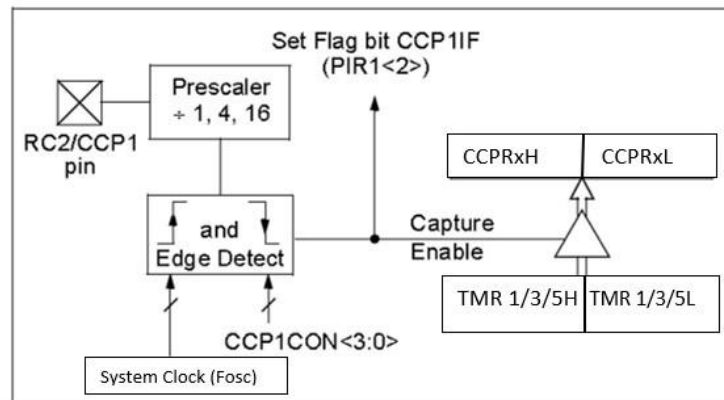 Set Flag bit CCP1IF
(PIR1<2>)
Prescaler
÷ 1, 4, 16
RC2/CCP1
pin
CCPRxH
CCPRxL
and
Edge Detect
Capture
Enable
TMR 1/3/5H
TMR 1/3/5L
CCP1CON<3:0>
System Clock (Fosc)